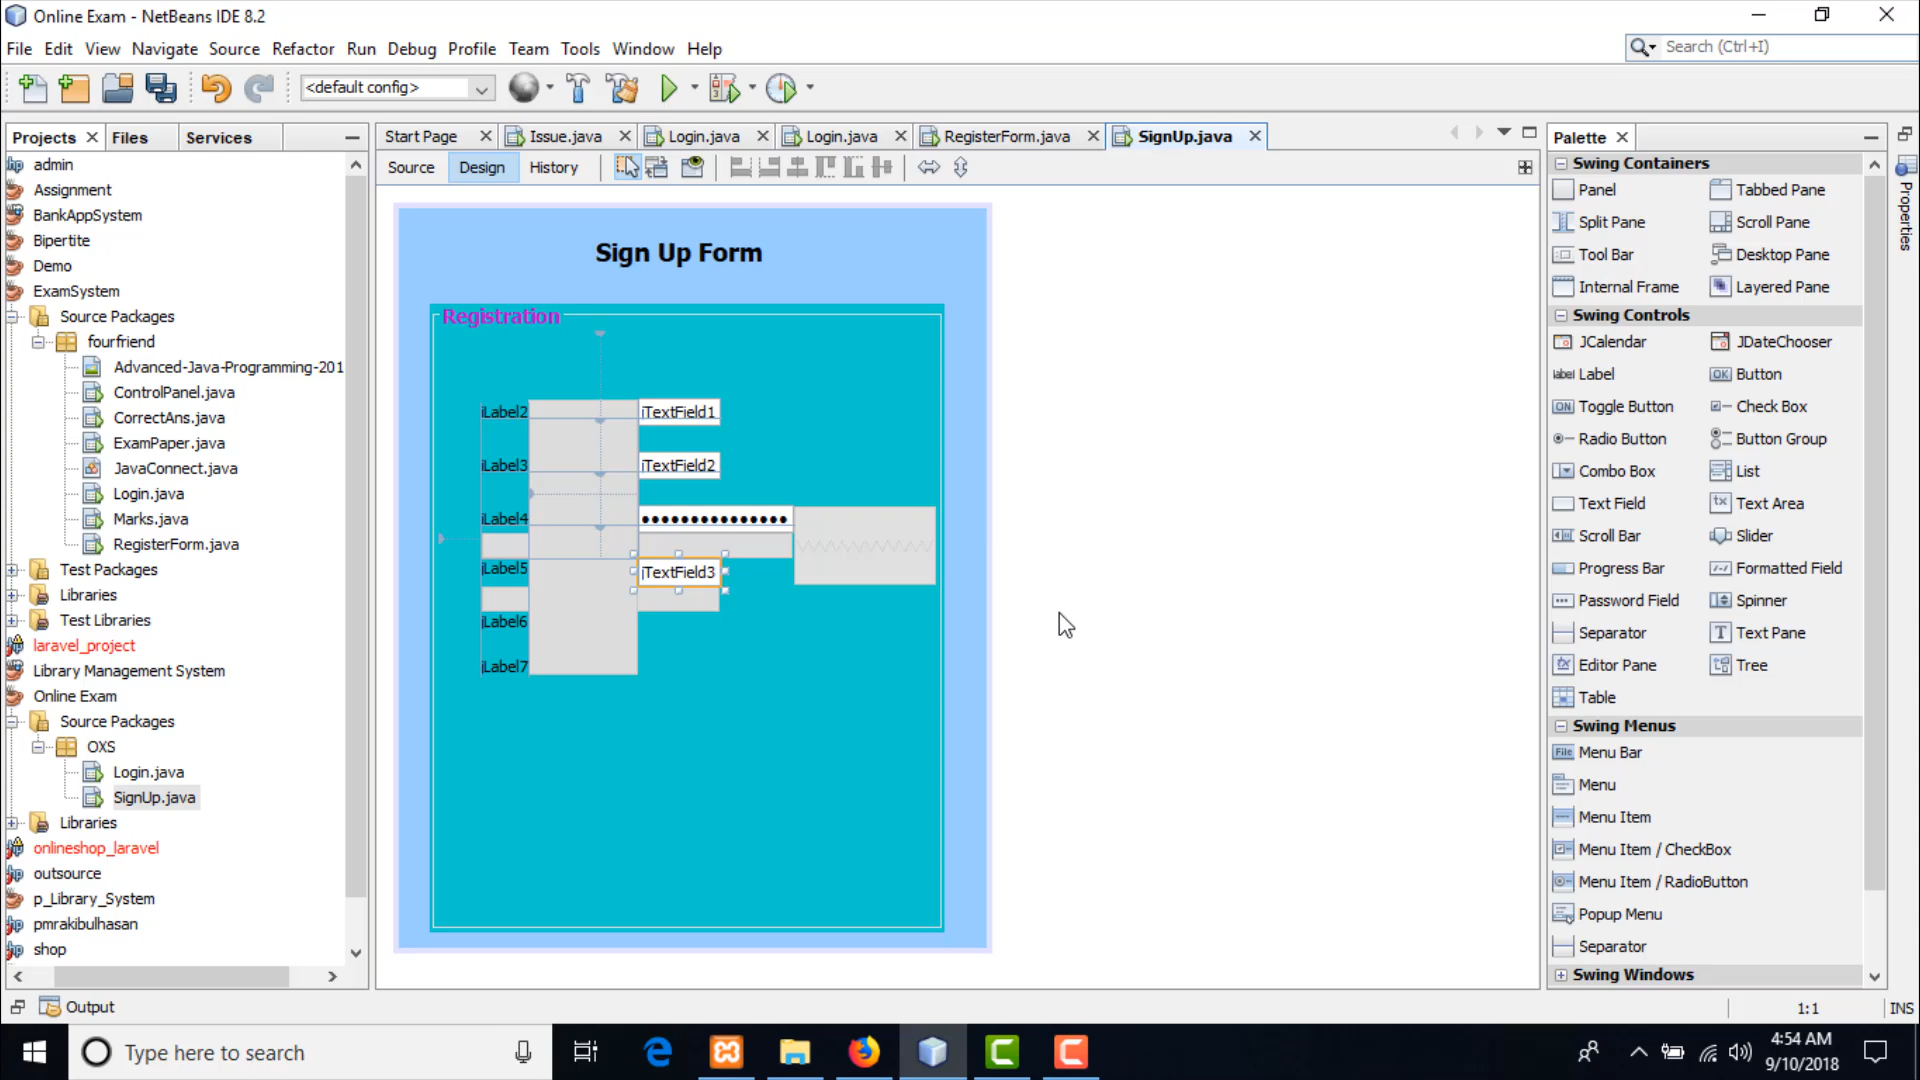 Online Exam - NetBeans IDE 8.2
File Edit View Navigate Source Refactor Run Debug Profile Team Tools Window Help
Search (Ctrl+I)
<default config>
Projects Files Services
Start Page Issue.java Login.java Login.java RegisterForm.java SignUp.java
Palette
Source Design History
admin
Assignment
BankAppSystem
Bipertite
Demo
ExamSystem
Source Packages
fourfriend
Advanced-Java-Programming-201
ControlPanel.java
CorrectAns.java
ExamPaper.java
JavaConnect.java
Login.java
Marks.java
RegisterForm.java
Test Packages
Libraries
Test Libraries
laravel_project
Library Management System
Online Exam
Source Packages
OXS
Login.java
SignUp.java
Libraries
onlineshop_laravel
outsource
p_Library_System
pmrakibulhasan
shop
Sign Up Form
Registration
jLabel2 jTextField1
jLabel3 jTextField2
jLabel4
jLabel5 jTextField3
jLabel6
jLabel7
Swing Containers
Panel Tabbed Pane
Split Pane Scroll Pane
Tool Bar Desktop Pane
Internal Frame Layered Pane
Swing Controls
JCalendar JDateChooser
label Label OK Button
ON Toggle Button Check Box
Radio Button Button Group
Combo Box List
Text Field Text Area
Scroll Bar Slider
Progress Bar Formatted Field
Password Field Spinner
Separator Text Pane
Editor Pane Tree
Table
Swing Menus
File Menu Bar
Menu
Menu Item
Menu Item / CheckBox
Menu Item / RadioButton
Popup Menu
Separator
Swing Windows
Properties
Output
1:1 INS
Type here to search
4:54 AM
9/10/2018